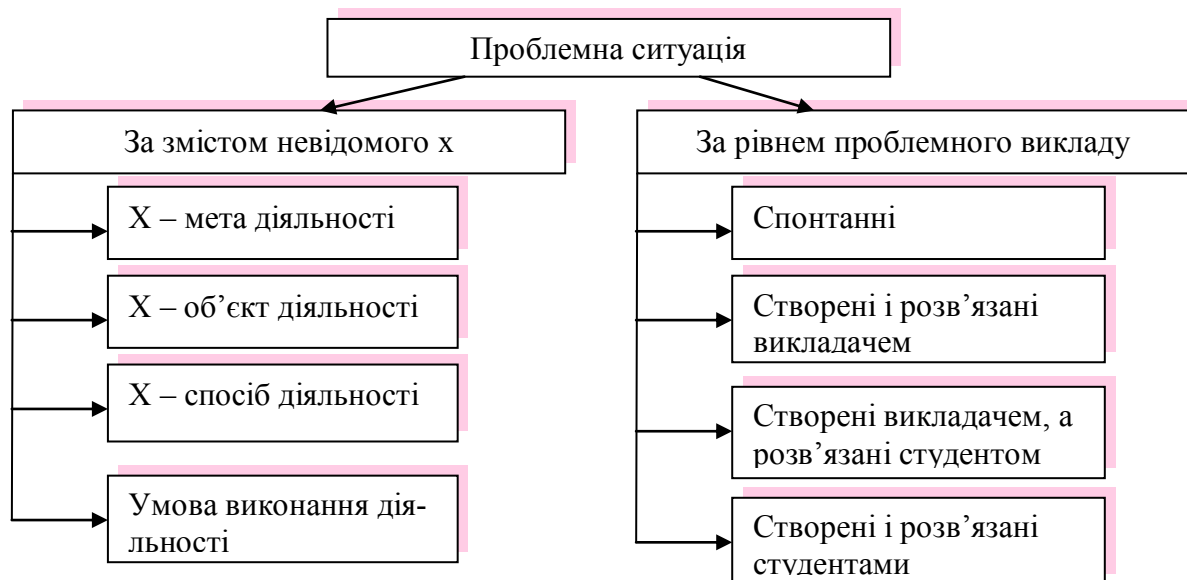 Проблемна ситуація
За змістом невідомого х
Х – мета діяльності
Х – об’єкт діяльності
Х – спосіб діяльності
Умова виконання дія-
льності
За рівнем проблемного викладу
Спонтанні
Створені і розв’язані
викладачем
Створені викладачем, а
розв’язані студентом
Створені і розв’язані
студентами